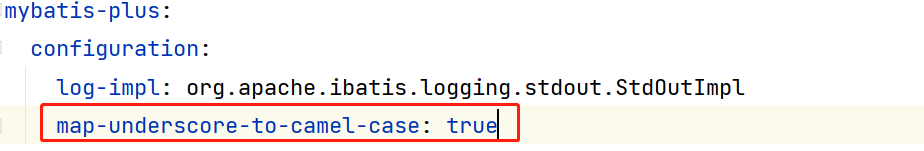 mybatis-plus:
configuration:
log-impl: org.apache.ibatis.logging.stdout.StdOutImpl
map-underscore-to-camel-case: true